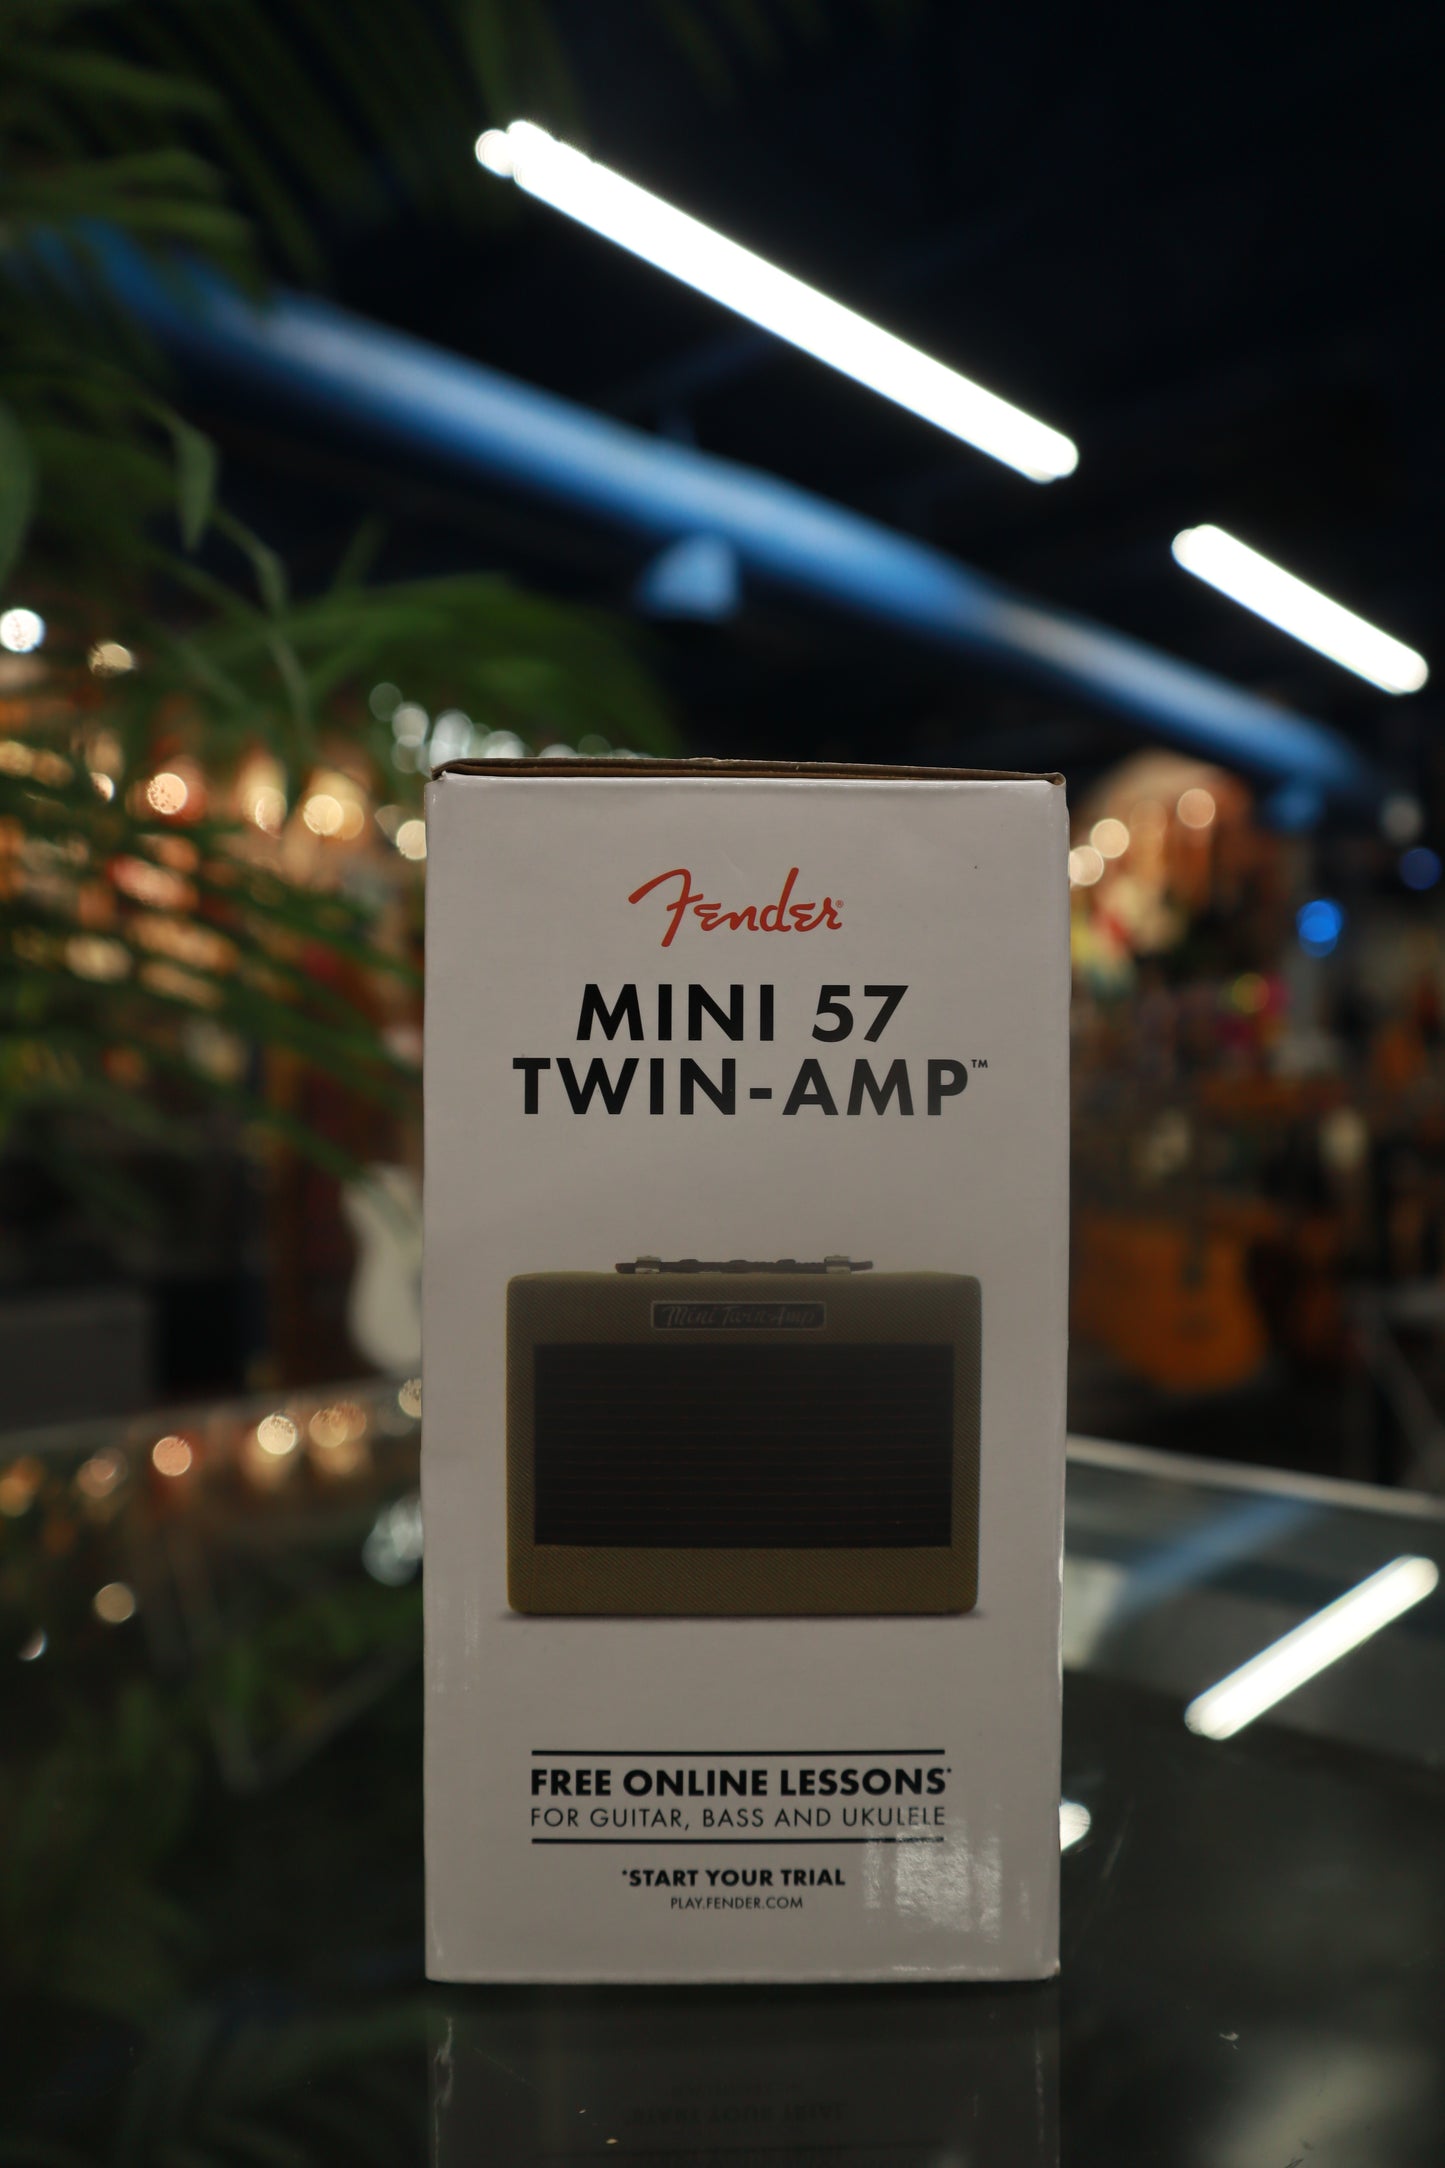 Fender®
MINI 57
TWIN-AMP™
Mini Twin-Amp
FREE ONLINE LESSONS*
FOR GUITAR, BASS AND UKULELE
*START YOUR TRIAL
PLAY.FENDER.COM